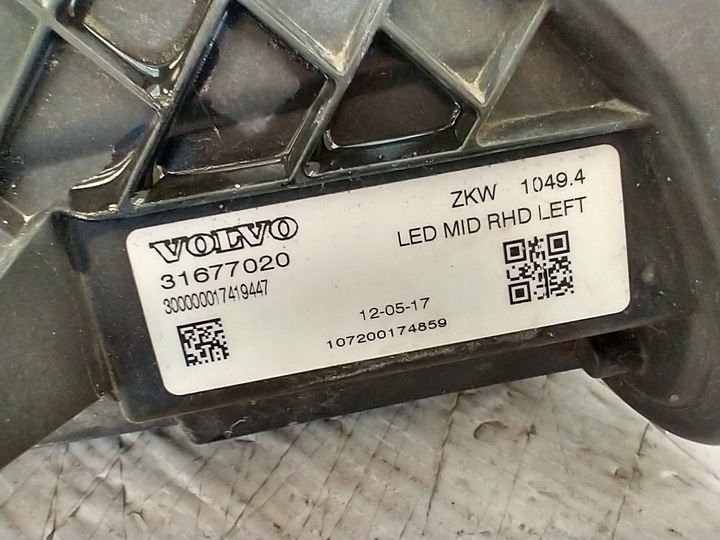 VOLVO
31677020
300000017419447
ZKW 1049.4
LED MID RHD LEFT
12-05-17
107200174859